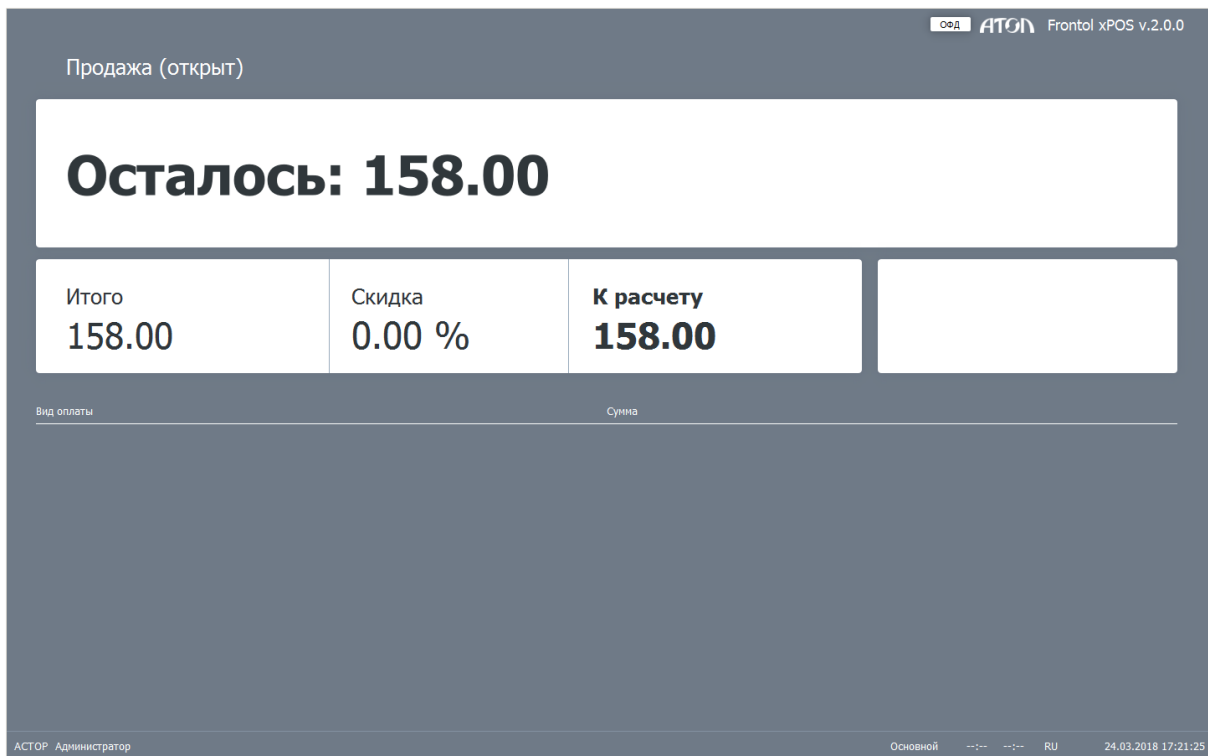 ОФД АТОЛ Frontol xPOS v.2.0.0
Продажа (открыт)
Осталось: 158.00
Итого Скидка К расчету
158.00 0.00 % 158.00
Вид оплаты Сумма
АСТОР Администратор Основной --:-- --:-- RU 24.03.2018 17:21:25